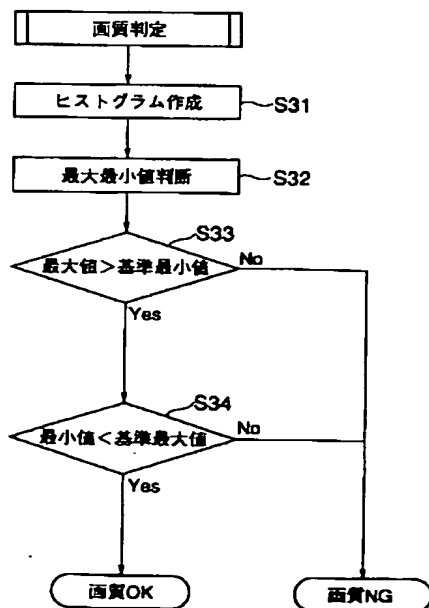 画質判定
ヒストグラム作成
S31
最大最小値判断
S32
S33
最大値>基準最小値
No
Yes
S34
最小値<基準最大値
No
Yes
画質OK
画質NG